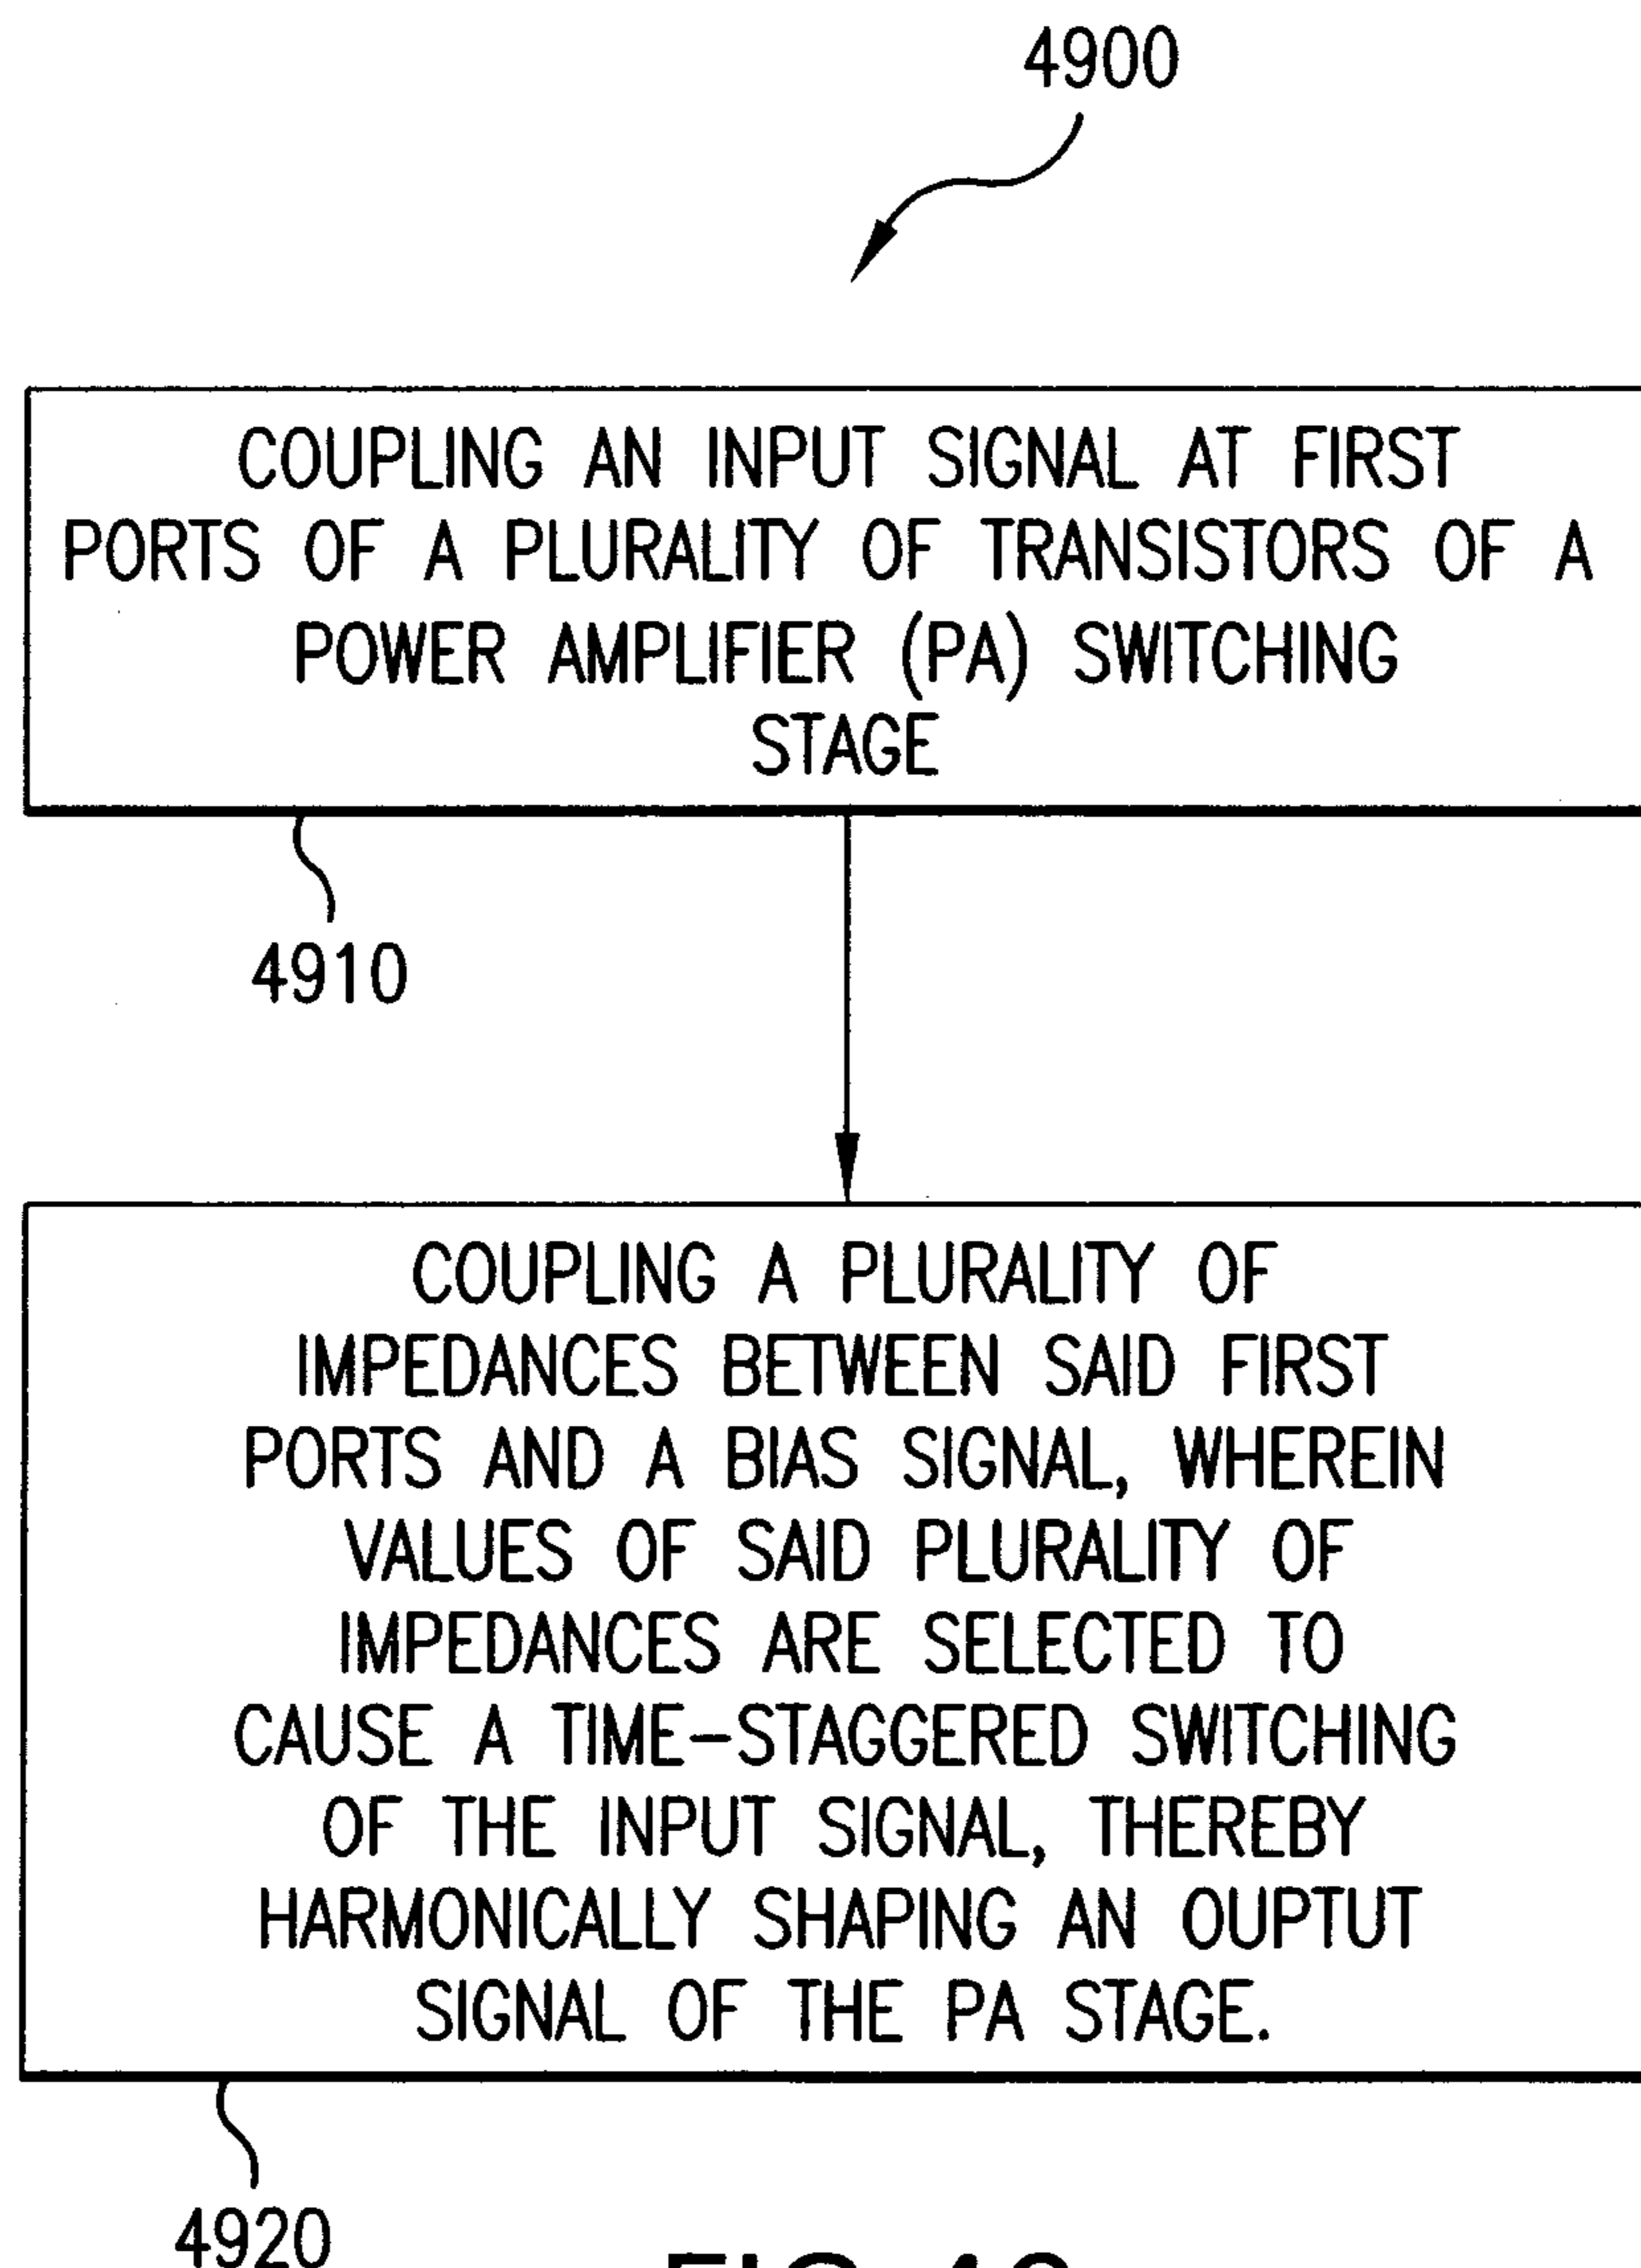 4900
COUPLING AN INPUT SIGNAL AT FIRST
PORTS OF A PLURALITY OF TRANSISTORS OF A
POWER AMPLIFIER (PA) SWITCHING
STAGE
4910
COUPLING A PLURALITY OF
IMPEDANCES BETWEEN SAID FIRST
PORTS AND A BIAS SIGNAL, WHEREIN
VALUES OF SAID PLURALITY OF
IMPEDANCES ARE SELECTED TO
CAUSE A TIME-STAGGERED SWITCHING
OF THE INPUT SIGNAL, THEREBY
HARMONICALLY SHAPING AN OUPTUT
SIGNAL OF THE PA STAGE.
4920